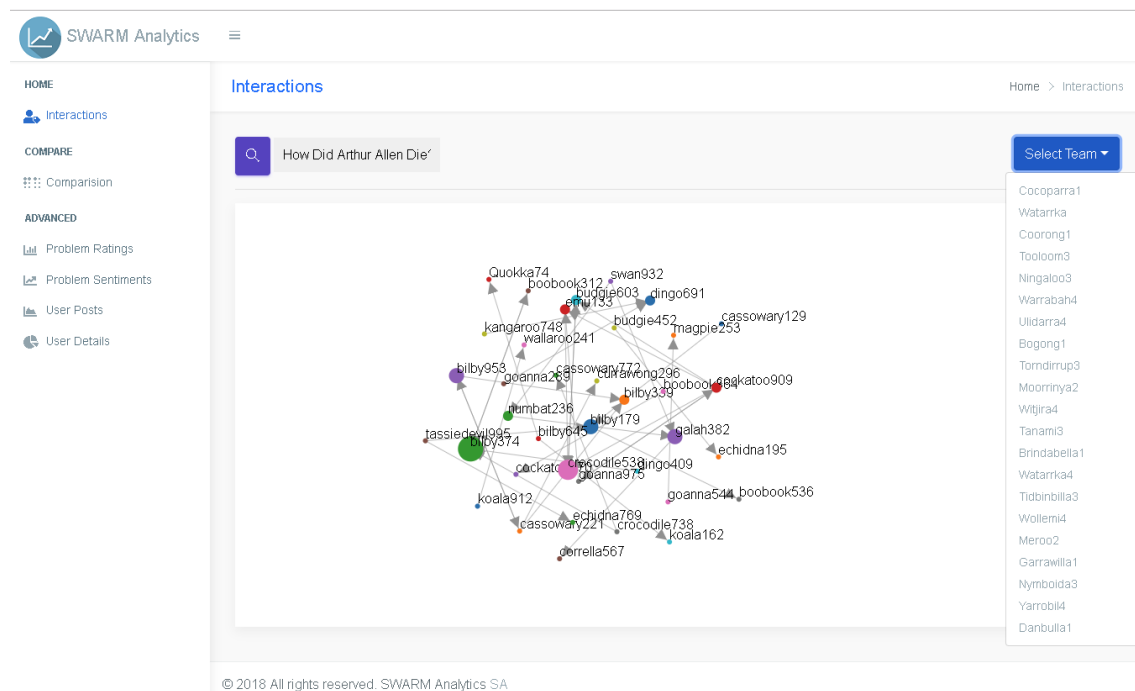 SWARM Analytics
HOME
Interactions
COMPARE
Comparision
ADVANCED
Problem Ratings
Problem Sentiments
User Posts
User Details
Interactions
Home > Interactions
How Did Arthur Allen Die
Select Team
Cocoparra1
Watarrka
Coorong1
Tooloom3
Ningaloo3
Warrabah4
Ulidarra4
Bogong1
Torndirrup3
Moorrinya2
Witjira4
Tanami3
Brindabella1
Watarrka4
Tidbinbilla3
Wollemi4
Meroo2
Garrawilla1
Nymboida3
Yarrobil4
Danbulla1
Quokka74
swan932
boobook312
budgie603
dingo691
emu133
cassowary129
budgie452
kangaroo748
magpie253
wallaroo241
bilby953
cassowary772
goanna289
currawong296
cockatoo909
bilby339
numbat236
bilby179
bilby645
galah382
tassiedevil995
bilby374
echidna195
crocodile538
dingo409
goanna975
koala912
goanna544
boobook536
echidna769
cassowary221
crocodile738
koala162
corrella567
© 2018 All rights reserved. SWARM Analytics SA